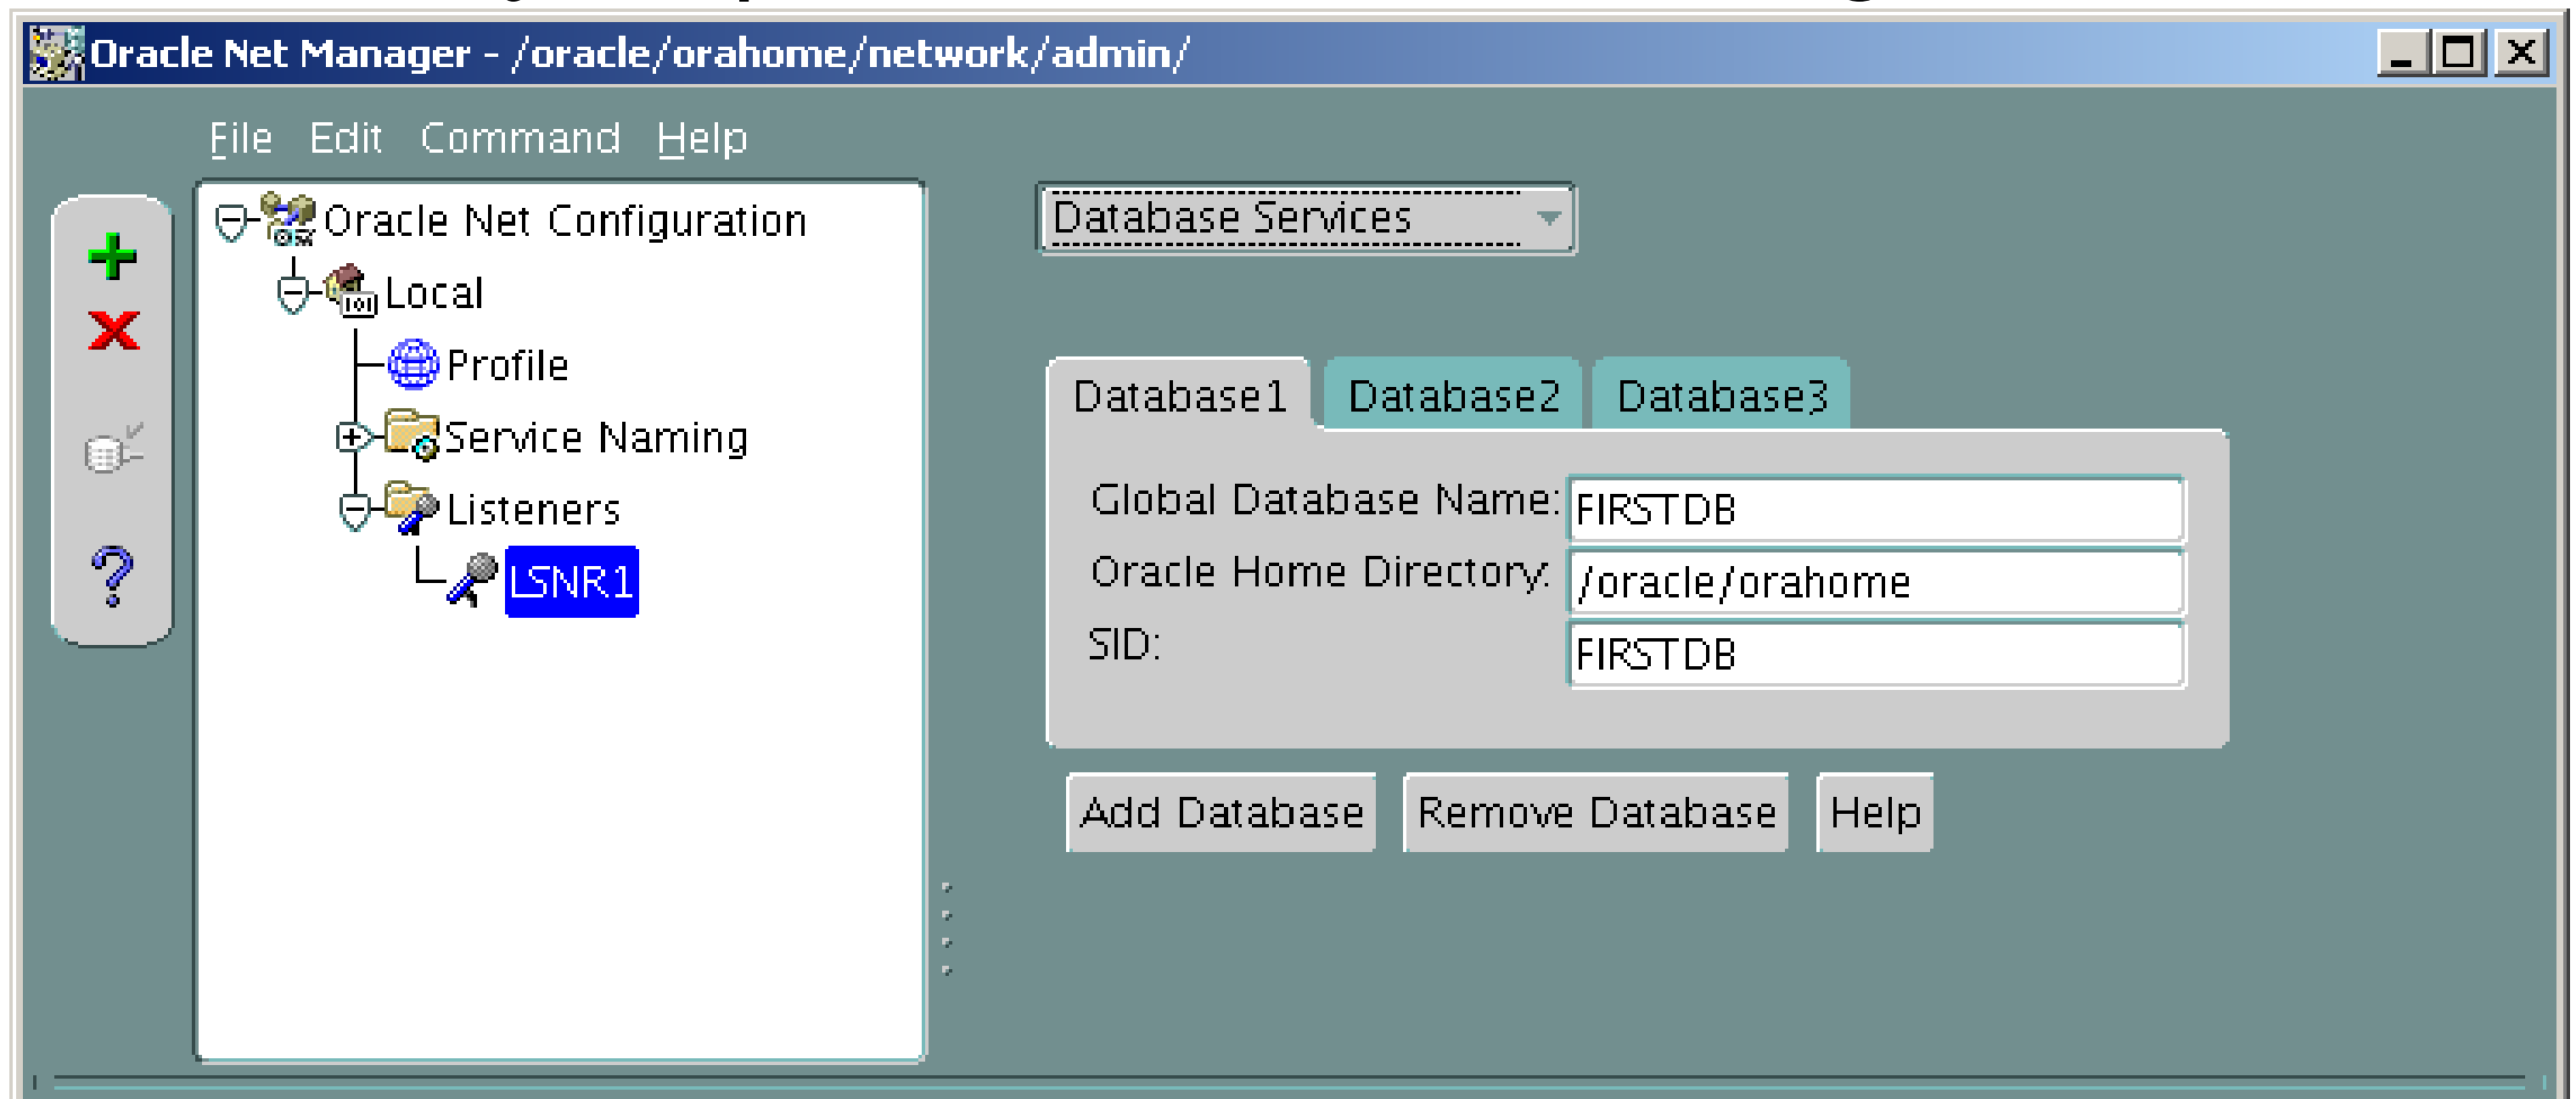 Oracle Net Manager - /oracle/orahome/network/admin/
File Edit Command Help
Oracle Net Configuration
Local
Profile
Service Naming
Listeners
LSNR1
Database Services
Database1 Database2 Database3
Global Database Name: FIRSTDB
Oracle Home Directory: /oracle/orahome
SID: FIRSTDB
Add Database Remove Database Help